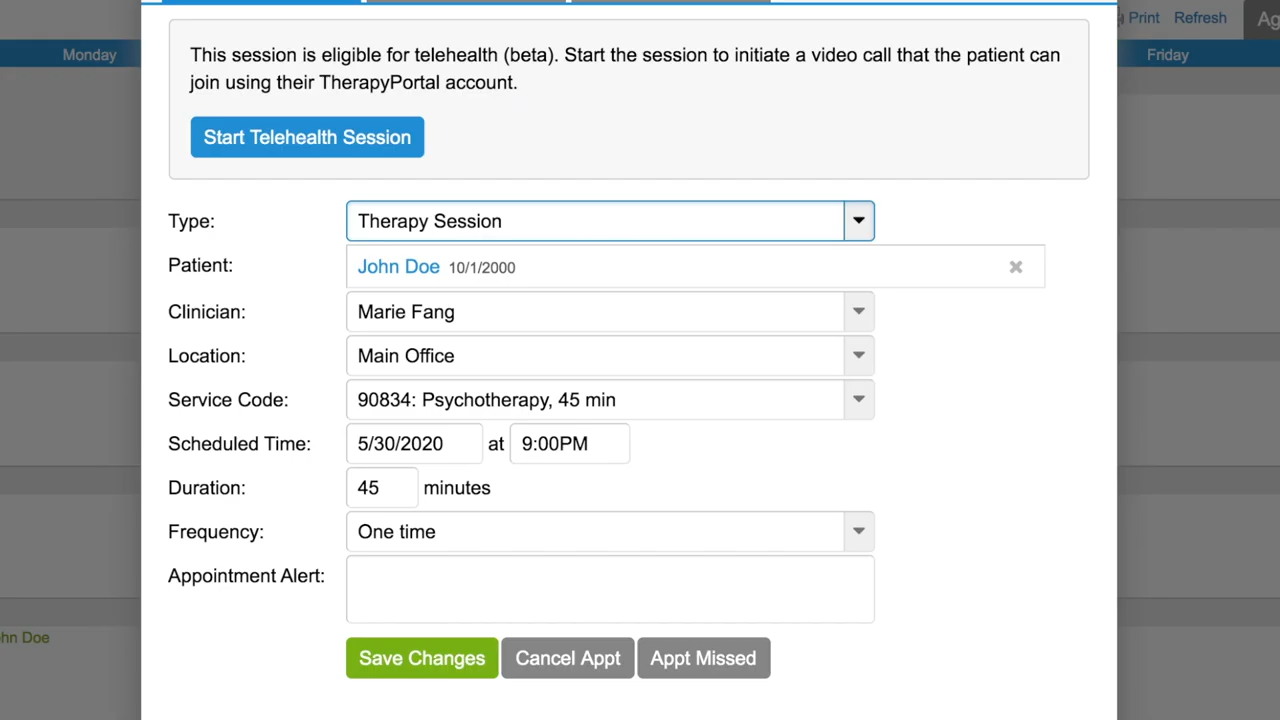 Print Refresh Ag
Monday Friday
This session is eligible for telehealth (beta). Start the session to initiate a video call that the patient can
join using their TherapyPortal account.
Start Telehealth Session
Type: Therapy Session
Patient: John Doe 10/1/2000
Clinician: Marie Fang
Location: Main Office
Service Code: 90834: Psychotherapy, 45 min
Scheduled Time: 5/30/2020 at 9:00PM
Duration: 45 minutes
Frequency: One time
Appointment Alert:
hn Doe
Save Changes Cancel Appt Appt Missed